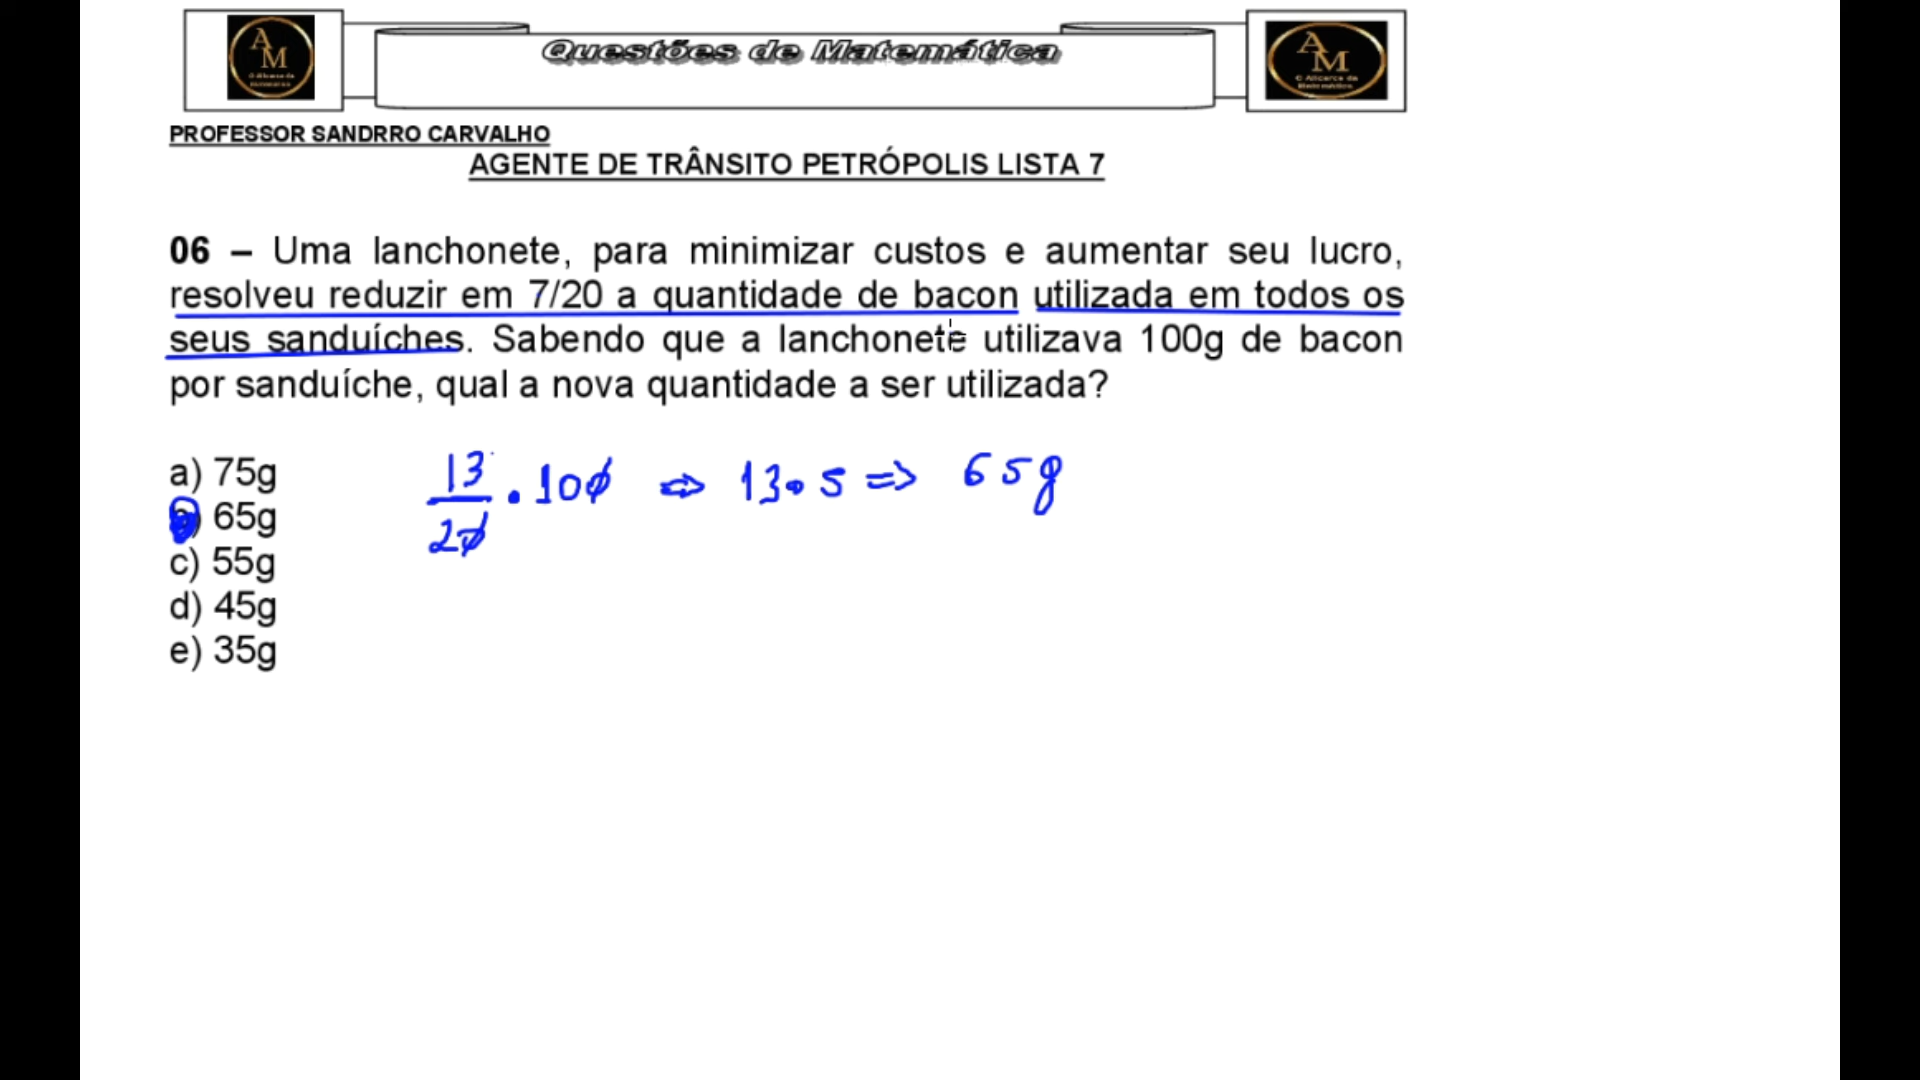 A
M
Questões de Matemática
A
M
O Alicerce da
Matemática
PROFESSOR SANDRRO CARVALHO
AGENTE DE TRÂNSITO PETRÓPOLIS LISTA 7
06 – Uma lanchonete, para minimizar custos e aumentar seu lucro,
resolveu reduzir em 7/20 a quantidade de bacon utilizada em todos os
seus sanduíches. Sabendo que a lanchonete utilizava 100g de bacon
por sanduíche, qual a nova quantidade a ser utilizada?
a) 75g
b) 65g
c) 55g
d) 45g
e) 35g
13/20 . 100 ⇒ 13.5 ⇒ 65g